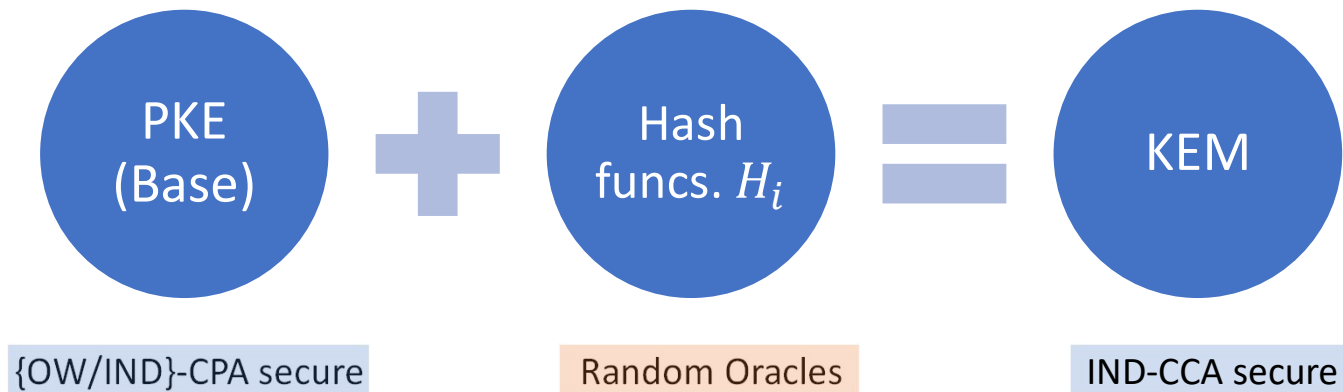 PKE
(Base)
Hash
funcs. H_i
KEM
{OW/IND}-CPA secure
Random Oracles
IND-CCA secure